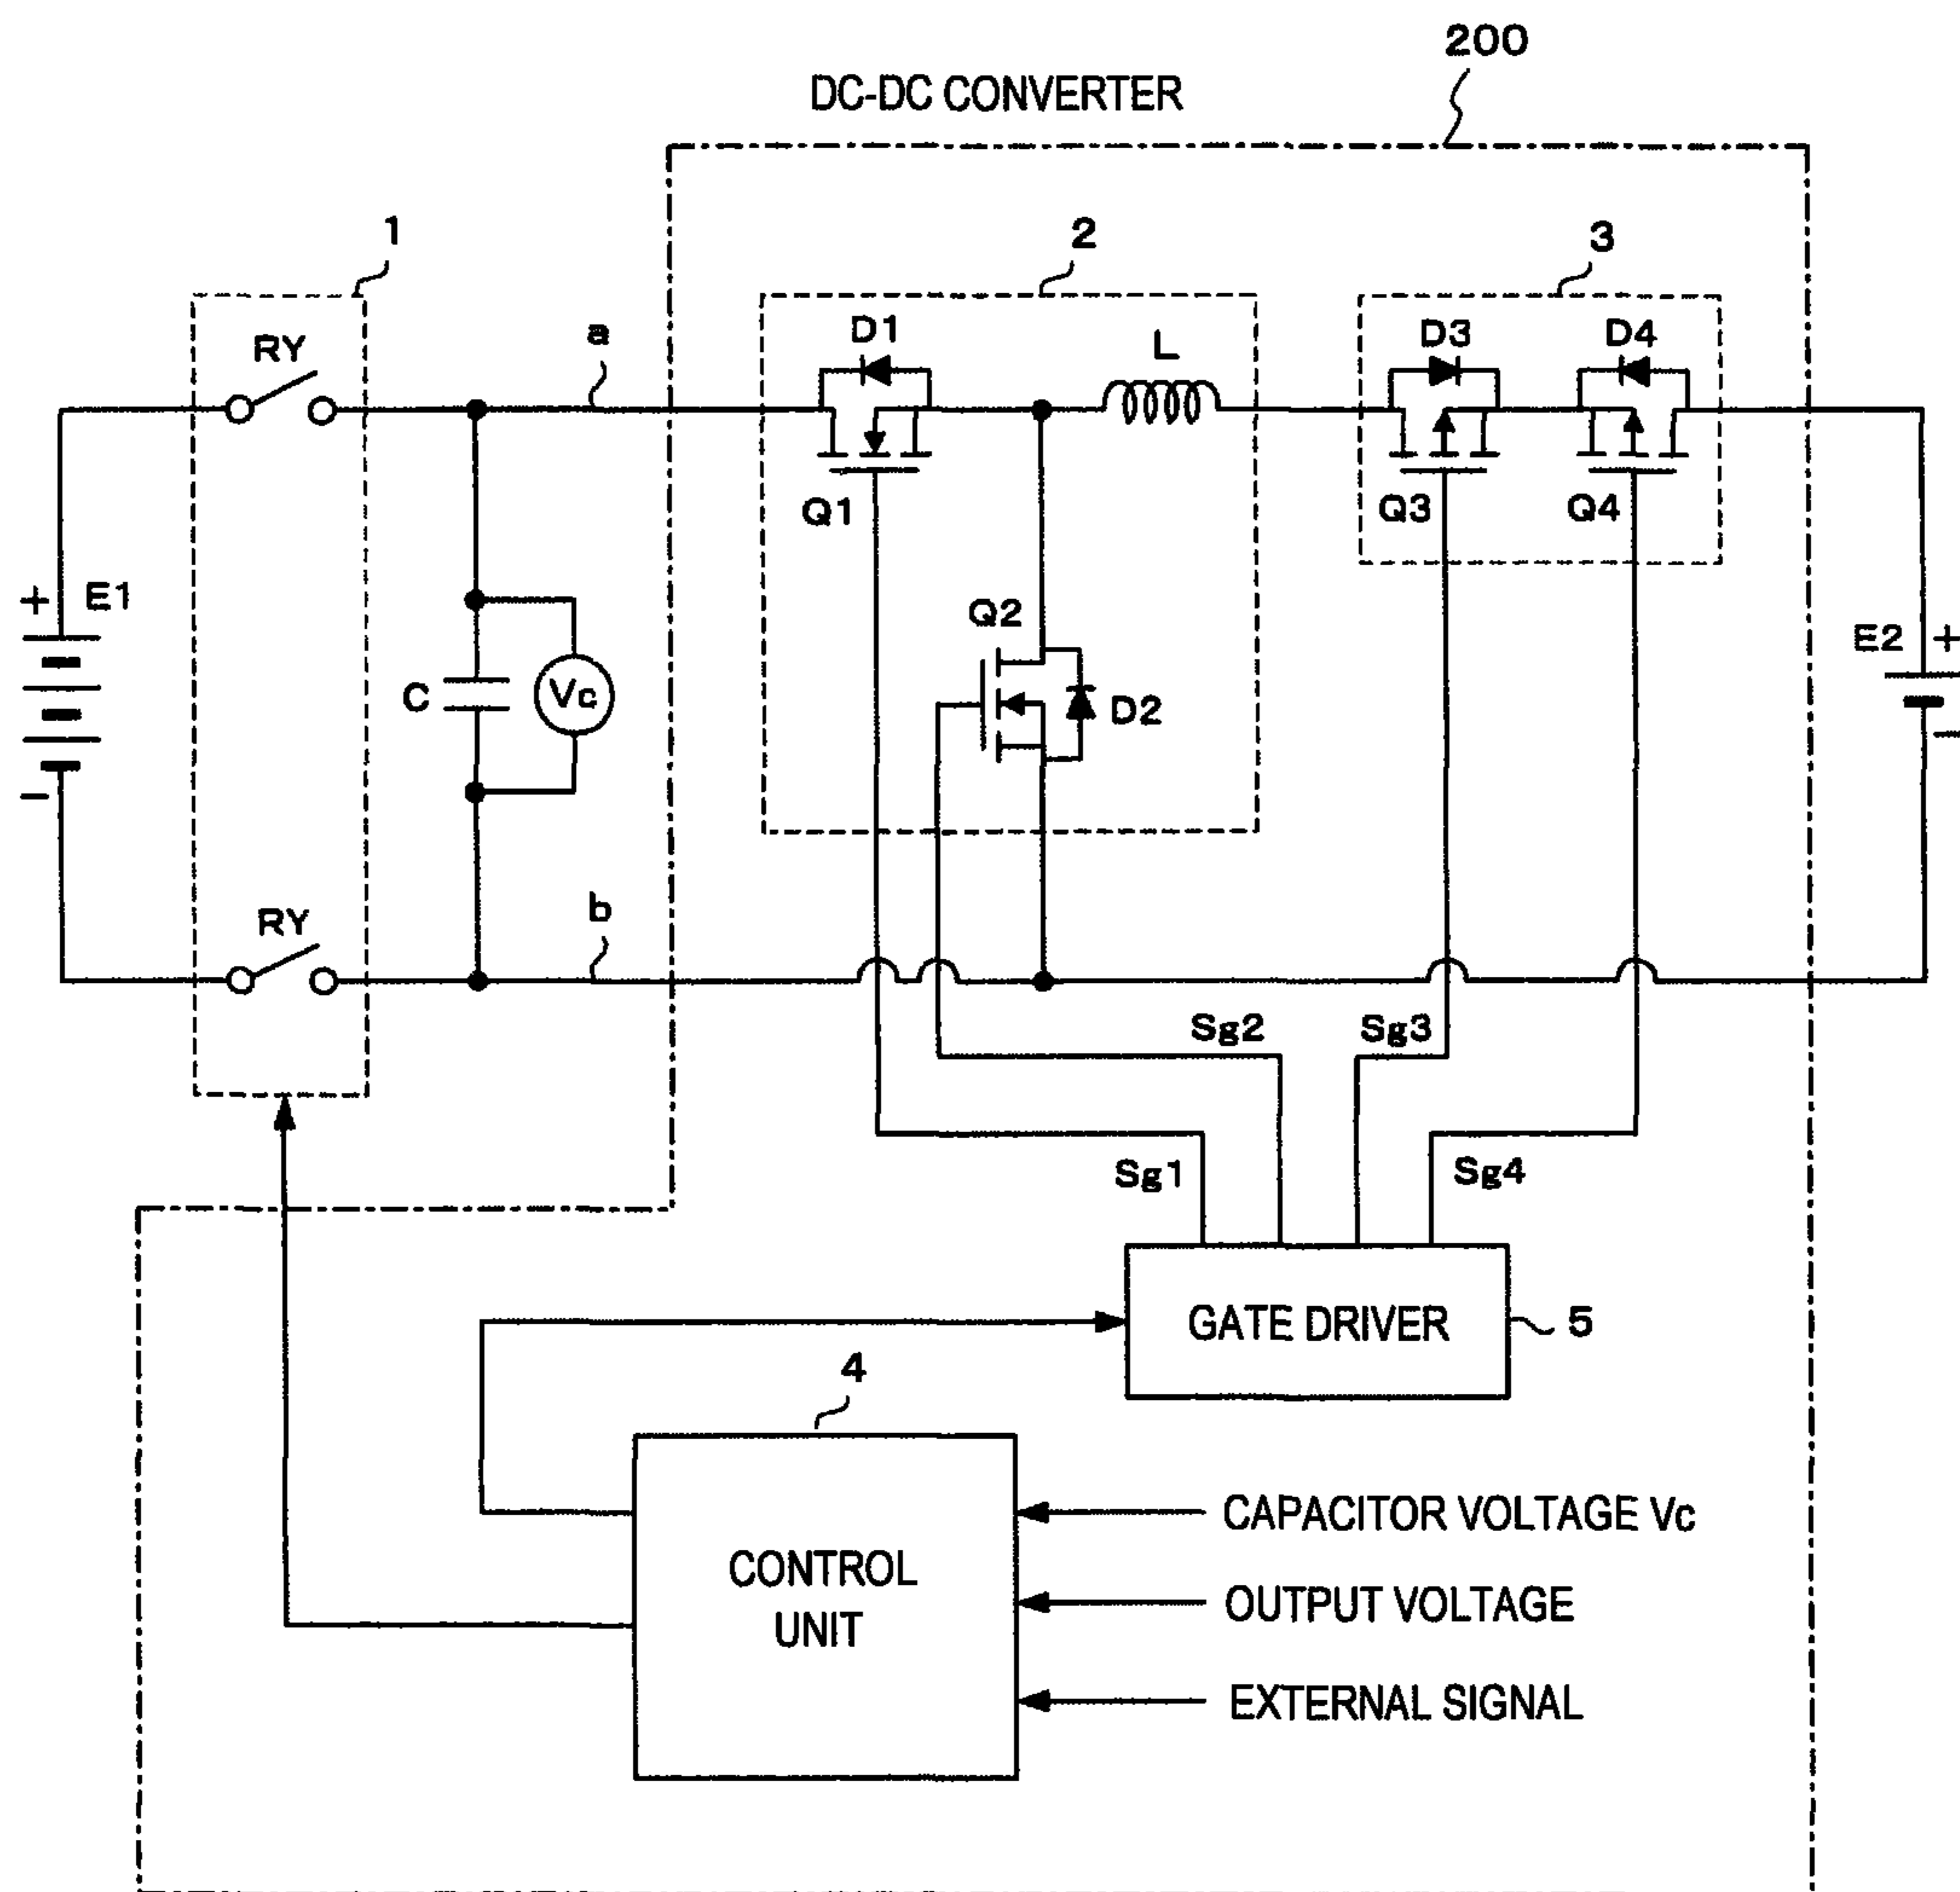 200
DC-DC CONVERTER
1
2
3
RY
a
D1
L
D3
D4
Q1
Q3
Q4
+
E1
Q2
E2
+
C
Vc
D2
−
−
RY
b
Sg2
Sg3
Sg1
Sg4
GATE DRIVER
5
4
CONTROL
UNIT
CAPACITOR VOLTAGE Vc
OUTPUT VOLTAGE
EXTERNAL SIGNAL